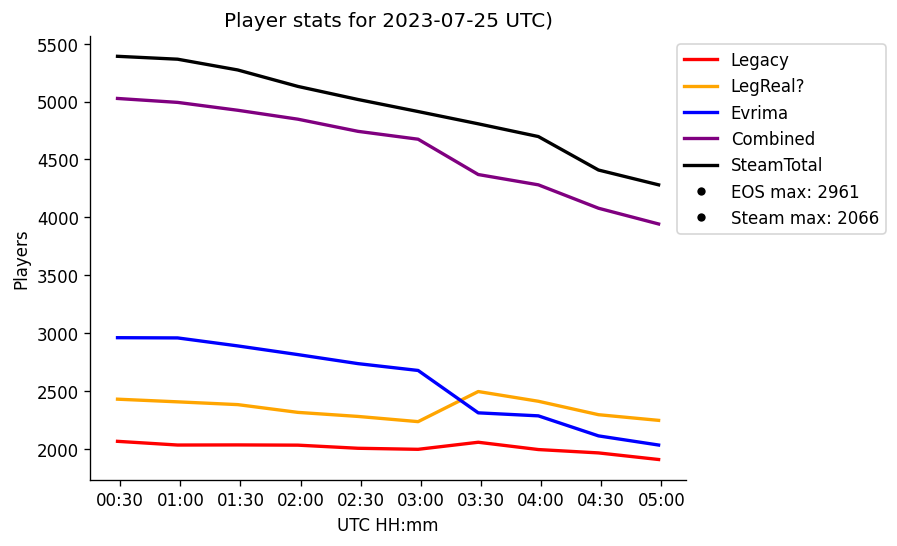 Player stats for 2023-07-25 UTC)
5500
5000
4500
4000
3500
3000
2500
2000
Players
00:30 01:00 01:30 02:00 02:30 03:00 03:30 04:00 04:30 05:00
UTC HH:mm
Legacy
LegReal?
Evrima
Combined
SteamTotal
EOS max: 2961
Steam max: 2066